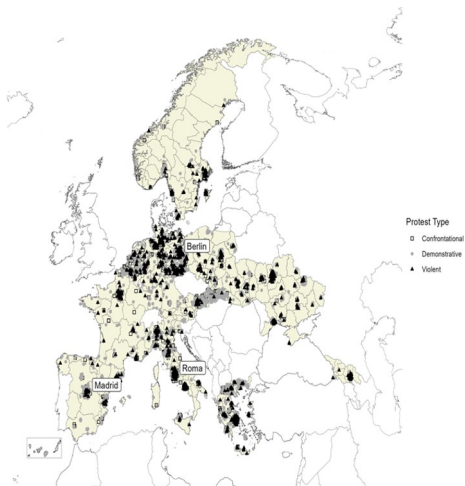 Berlin
Protest Type
Confrontational
Demonstrative
Violent
Roma
Madrid